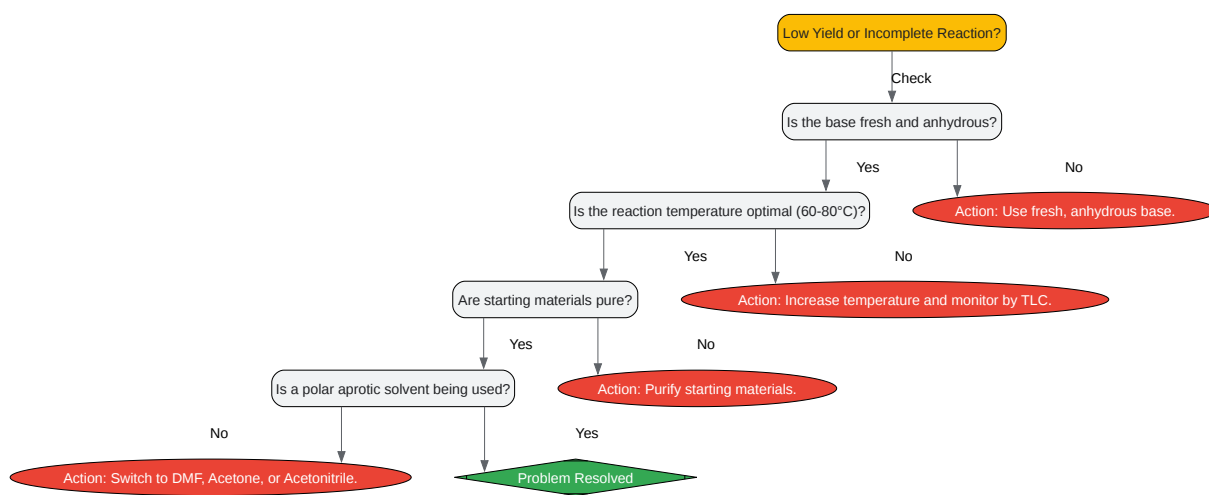 Low Yield or Incomplete Reaction?
Check
Is the base fresh and anhydrous?
Yes
No
Is the reaction temperature optimal (60-80°C)?
Action: Use fresh, anhydrous base.
Yes
No
Are starting materials pure?
Action: Increase temperature and monitor by TLC.
Yes
No
Is a polar aprotic solvent being used?
Action: Purify starting materials.
No
Yes
Action: Switch to DMF, Acetone, or Acetonitrile.
Problem Resolved